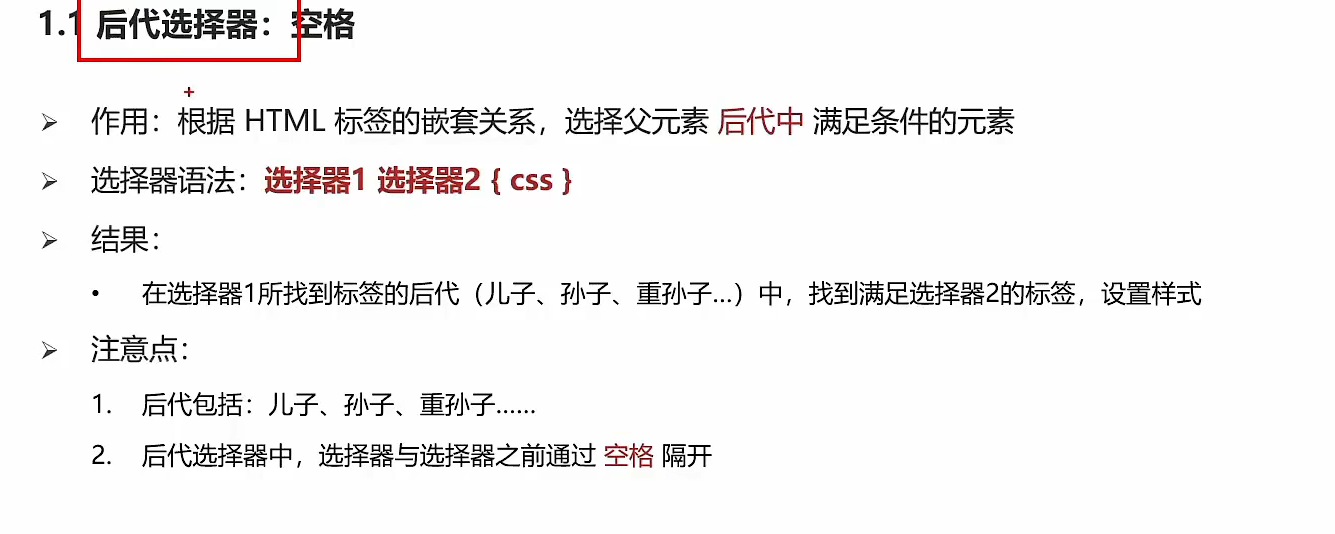 1.1 后代选择器：空格
作用：根据 HTML 标签的嵌套关系，选择父元素 后代中 满足条件的元素
选择器语法：选择器1 选择器2 { css }
结果：
在选择器1所找到标签的后代（儿子、孙子、重孙子…）中，找到满足选择器2的标签，设置样式
注意点：
1. 后代包括：儿子、孙子、重孙子……
2. 后代选择器中，选择器与选择器之前通过 空格 隔开